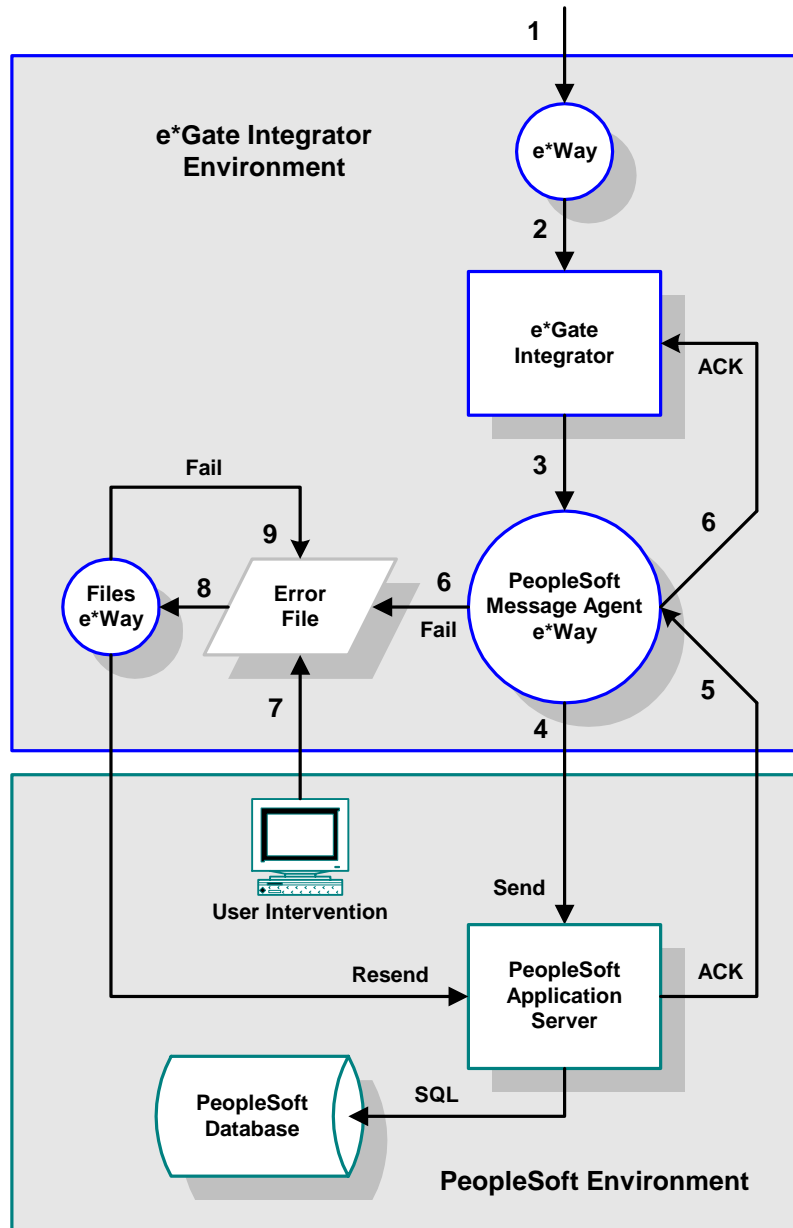 1
e*Gate Integrator
Environment
e*Way
2
e*Gate
Integrator
ACK
3
Fail
9
6
PeopleSoft
Message Agent
e*Way
Files
e*Way
8
Error
File
6
Fail
5
7
4
User Intervention
Send
Resend
PeopleSoft
Application
Server
ACK
SQL
PeopleSoft
Database
PeopleSoft Environment